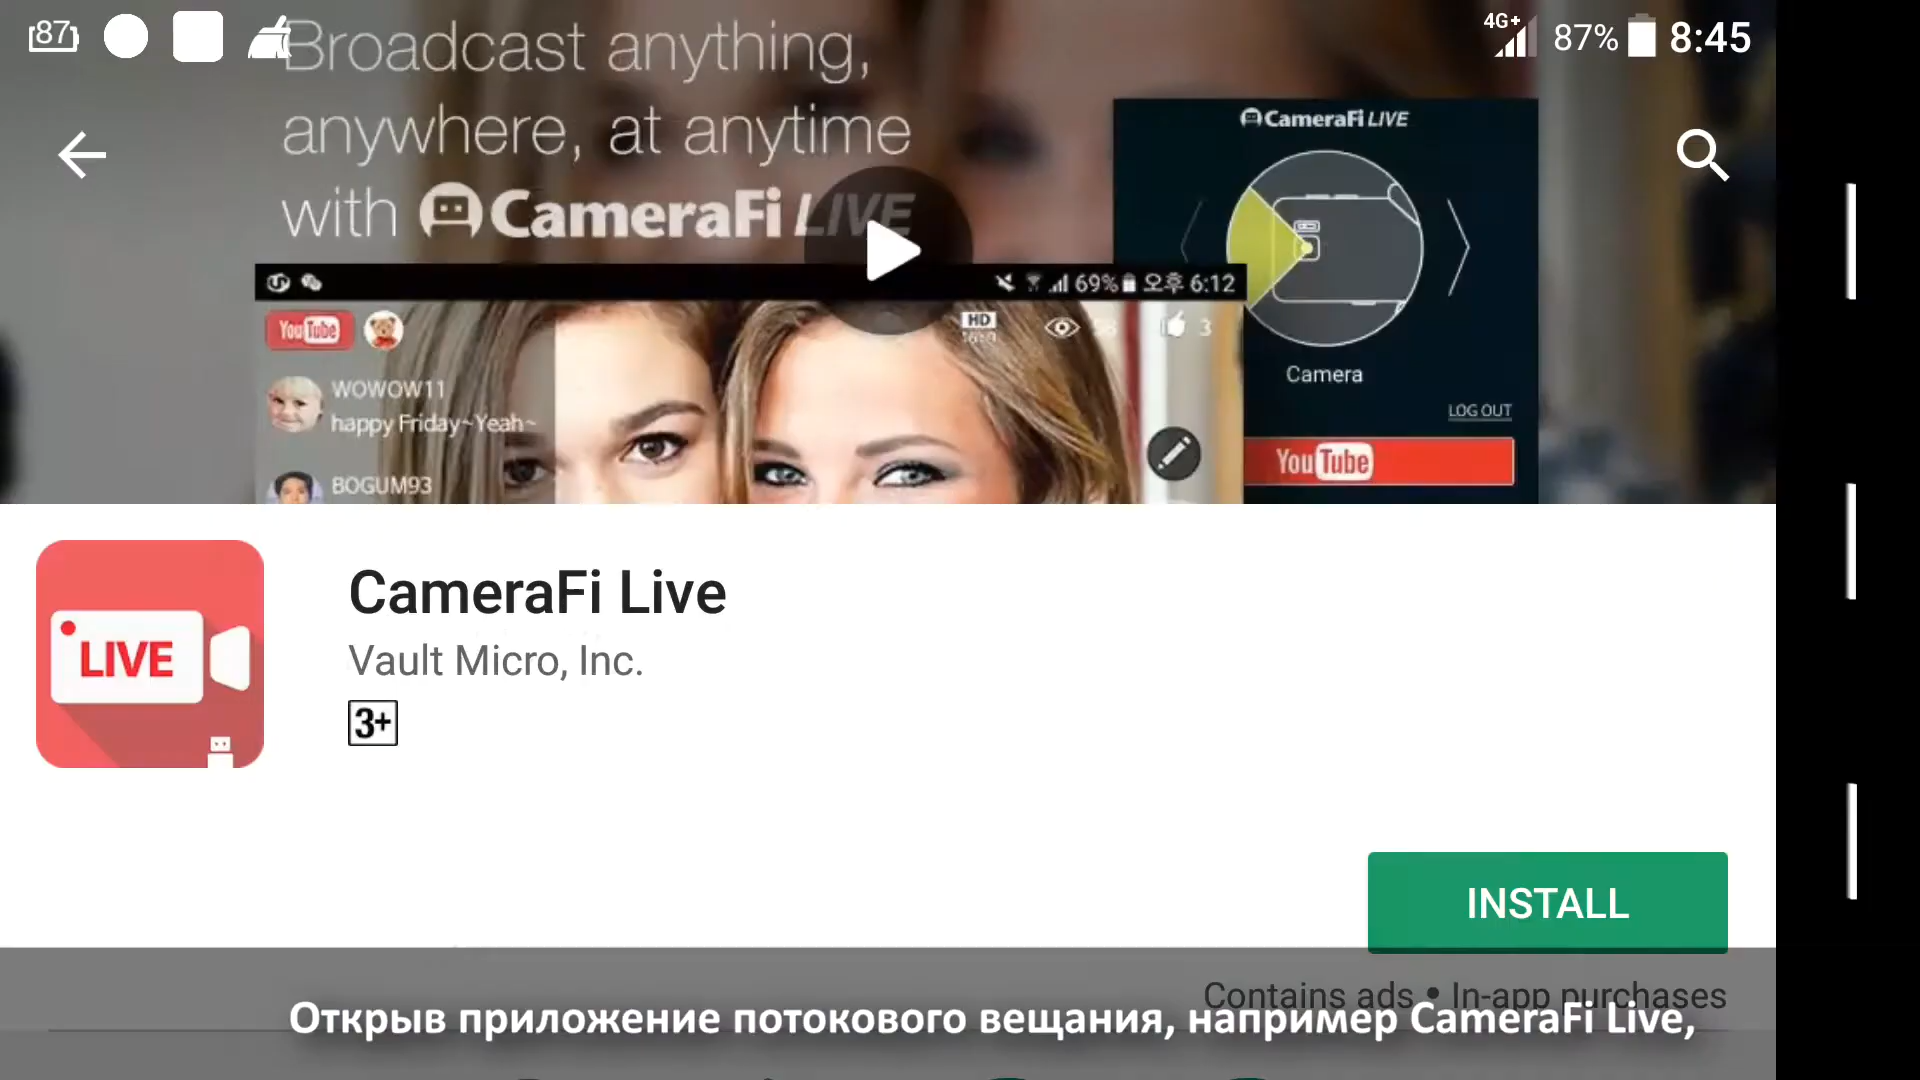 87
4G+
87%
8:45
Broadcast anything,
anywhere, at anytime
with CameraFi LIVE
CameraFi LIVE
69%
오후 6:12
YouTube
HD
3
WOWOW11
happy Friday~Yeah~
BOGUM93
Camera
LOG OUT
YouTube
LIVE
CameraFi Live
Vault Micro, Inc.
3+
INSTALL
Contains ads • In-app purchases
Открыв приложение потокового вещания, например CameraFi Live,